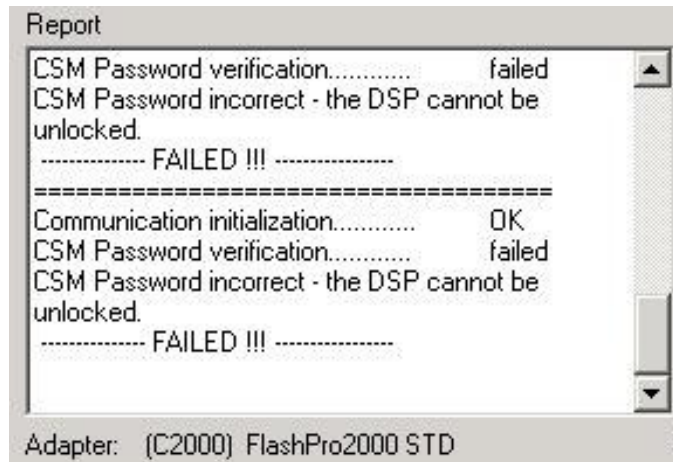 Report
CSM Password verification............ failed
CSM Password incorrect - the DSP cannot be
unlocked.
--------------- FAILED !!! -----------------
=====================================
Communication initialization............. OK
CSM Password verification............ failed
CSM Password incorrect - the DSP cannot be
unlocked.
--------------- FAILED !!! -----------------
Adapter: (C2000) FlashPro2000 STD